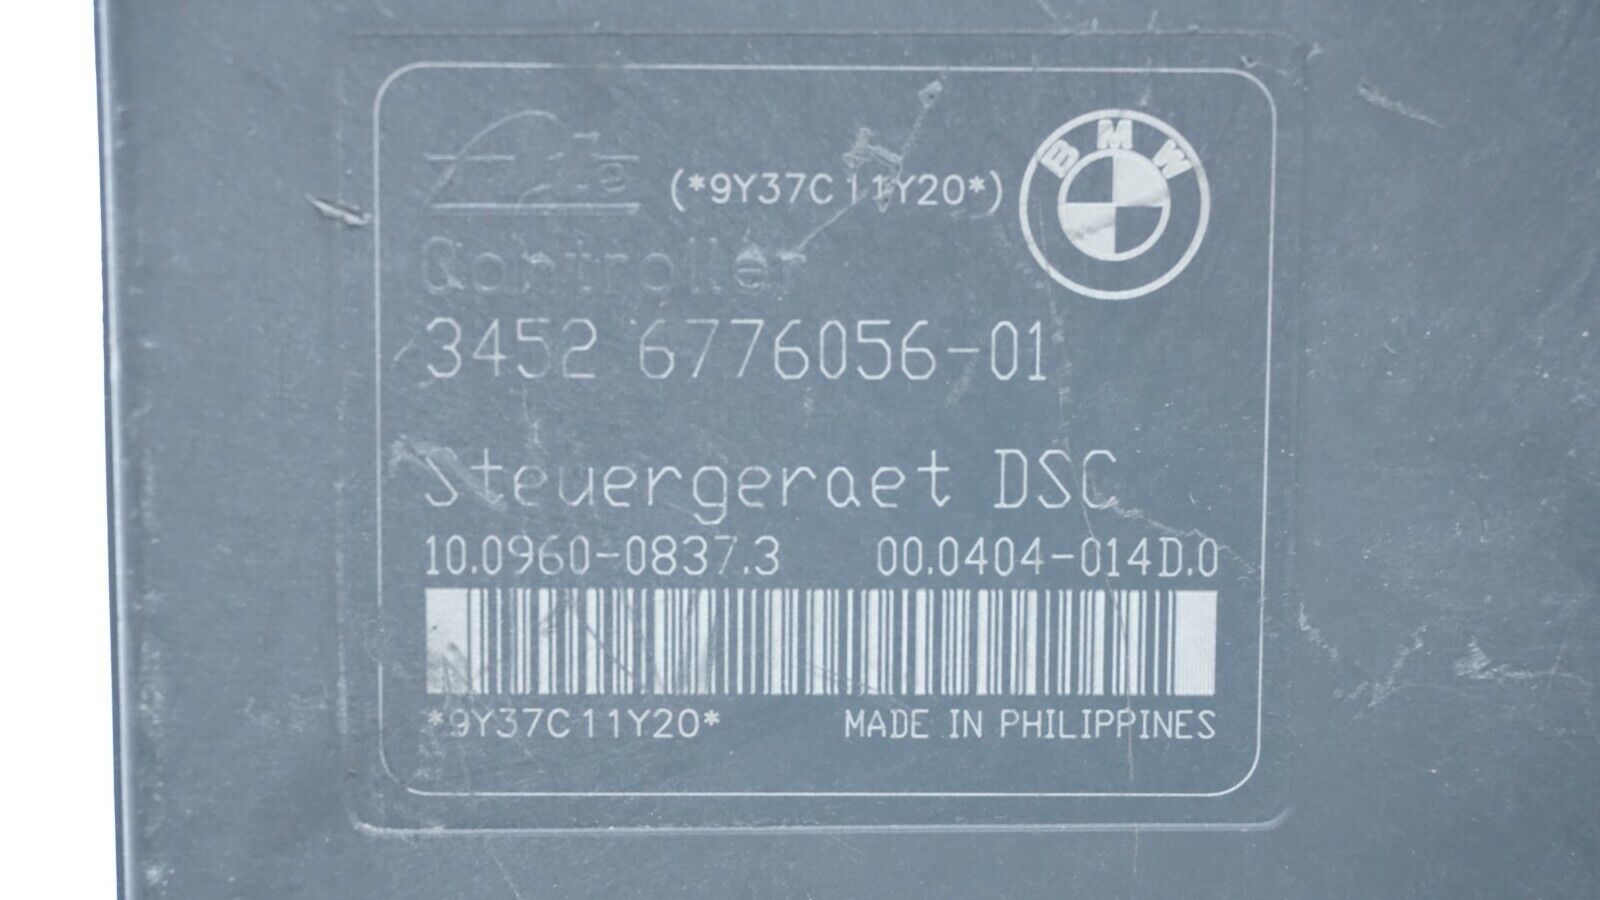 Ate
(*9Y37C11Y20*)
BMW
Controller
3452 6776056-01
Steuergeraet DSC
10.0960-0837.3 00.0404-014D.0
*9Y37C11Y20* MADE IN PHILIPPINES